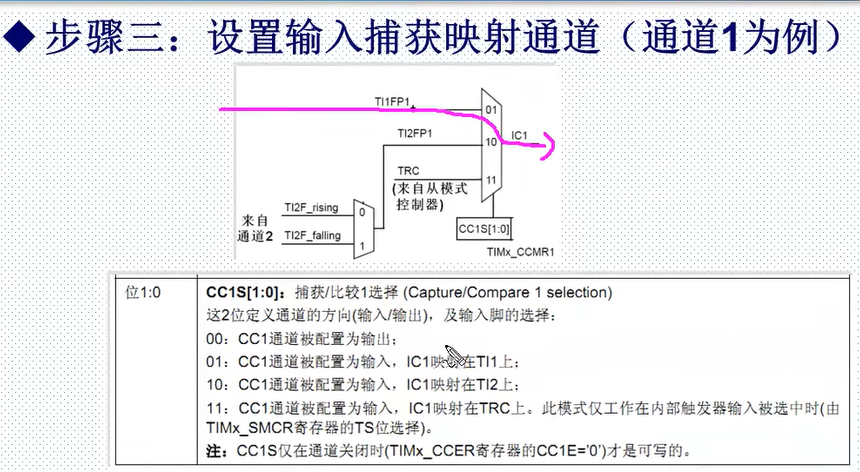 ◆步骤三：设置输入捕获映射通道（通道1为例）
TI1FP1
01
TI2FP1
10
IC1
TRC
11
(来自从模式
控制器)
TI2F_rising
0
来自
通道2
TI2F_falling
1
CC1S[1:0]
TIMx_CCMR1
位1:0
CC1S[1:0]：捕获/比较1选择 (Capture/Compare 1 selection)
这2位定义通道的方向(输入/输出)，及输入脚的选择：
00：CC1通道被配置为输出；
01：CC1通道被配置为输入，IC1映射在TI1上；
10：CC1通道被配置为输入，IC1映射在TI2上；
11：CC1通道被配置为输入，IC1映射在TRC上。此模式仅工作在内部触发器输入被选中时(由
TIMx_SMCR寄存器的TS位选择)。
注：CC1S仅在通道关闭时(TIMx_CCER寄存器的CC1E='0')才是可写的。